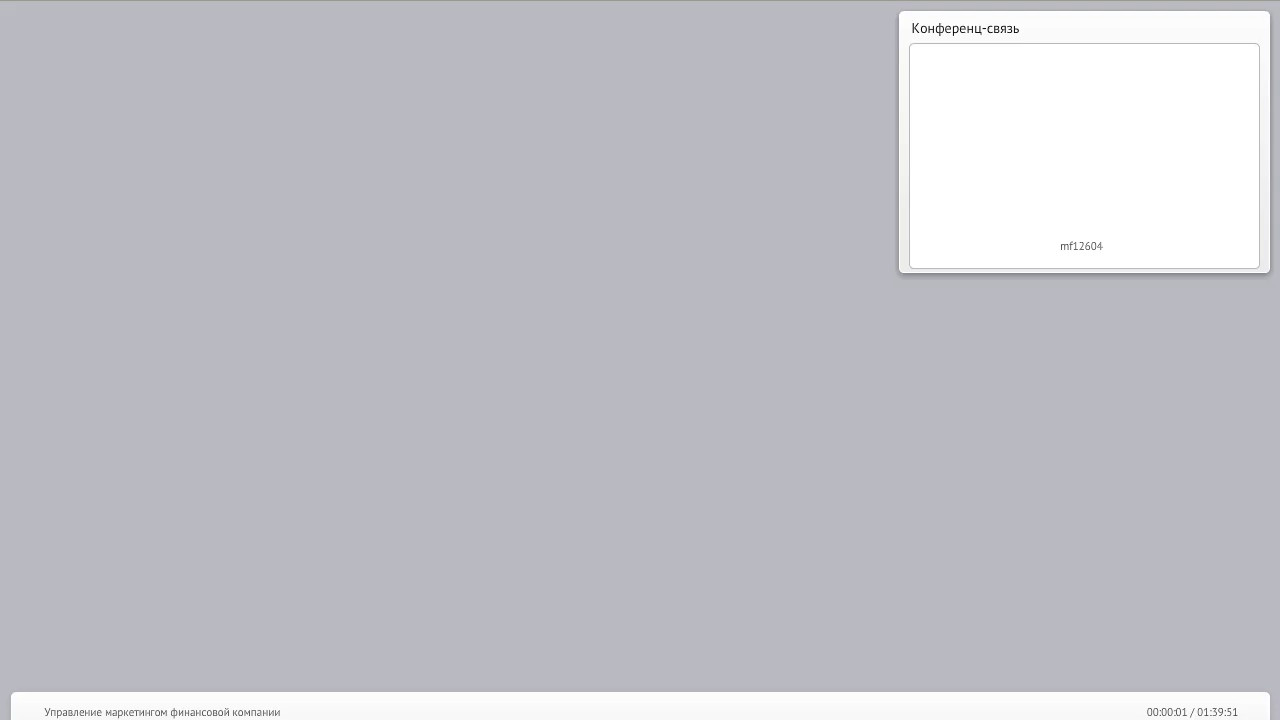 Конференц-связь
mf12604
Управление маркетингом финансовой компании
00:00:01 / 01:39:51